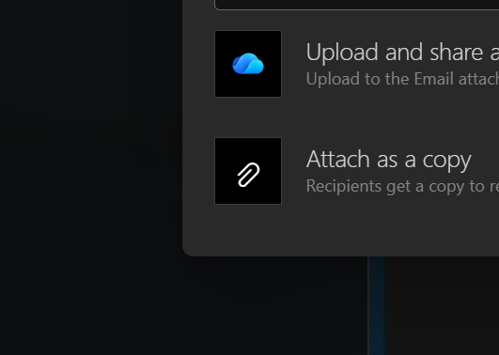 Upload and share a
Upload to the Email attach
Attach as a copy
Recipients get a copy to re